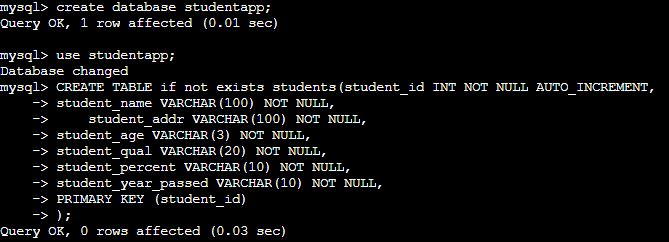 mysql> create database studentapp;
Query OK, 1 row affected (0.01 sec)
mysql> use studentapp;
Database changed
mysql> CREATE TABLE if not exists students(student_id INT NOT NULL AUTO_INCREMENT,
-> student_name VARCHAR(100) NOT NULL,
->     student_addr VARCHAR(100) NOT NULL,
-> student_age VARCHAR(3) NOT NULL,
-> student_qual VARCHAR(20) NOT NULL,
-> student_percent VARCHAR(10) NOT NULL,
-> student_year_passed VARCHAR(10) NOT NULL,
-> PRIMARY KEY (student_id)
-> );
Query OK, 0 rows affected (0.03 sec)